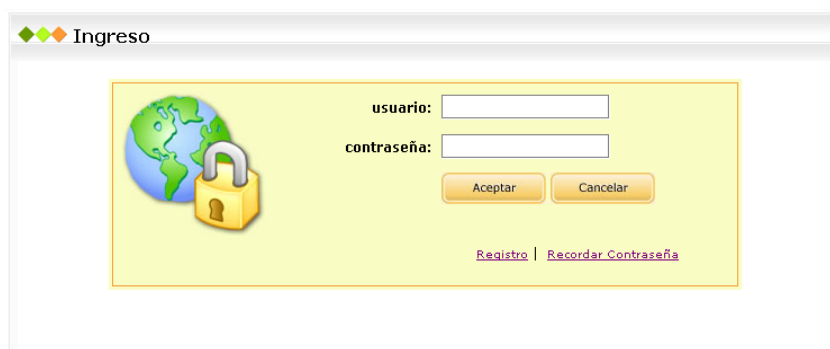 Ingreso
usuario:
contraseña:
Aceptar Cancelar
Registro | Recordar Contraseña